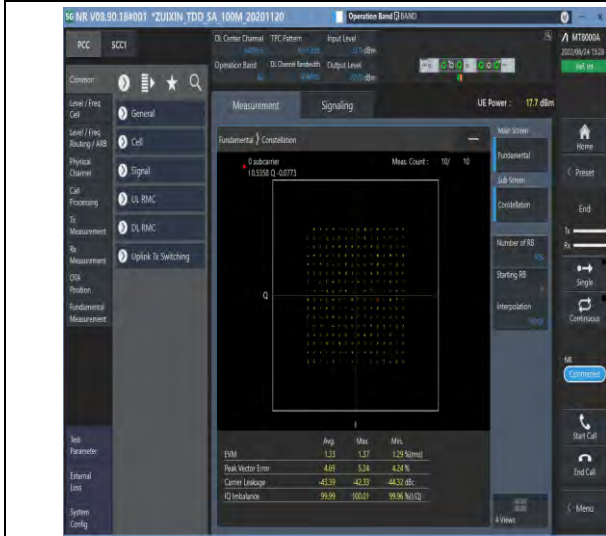 5G NR V08.90.18#001 *ZUIXIN_TDD_SA_100M_20201120
Operation Band BAND
PCC SCC1
DL Center Channel TPC Pattern Input Level
Operation Band DL Channel Bandwidth Output Level
MT8000A
2022/06/24 13:28
Common
Level / Freq
Cell
Level / Freq
Routing / ARB
Physical
Channel
Call
Processing
Tx
Measurement
Rx
Measurement
OTA
Position
Fundamental
Measurement
Test
Parameter
External
Loss
System
Config
General
Cell
Signal
UL RMC
DL RMC
Uplink Tx Switching
Measurement Signaling UE Power : 17.7 dBm
Fundamental Constellation
0 subcarrier Meas. Count : 10/ 10
I 0.5358 Q -0.0773
Q
I
Avg. Max. Min.
EVM 1.33 1.37 1.29 %(rms)
Peak Vector Error 4.69 5.24 4.24 %
Carrier Leakage -43.39 -42.33 -44.32 dBc
IQ Imbalance 99.99 100.01 99.96 %(I/Q)
Main Screen
Fundamental
Sub Screen
Constellation
Number of RB
Starting RB
Interpolation
4 Views
Home
Preset
End
Tx
Rx
Single
Continuous
NR
Connected
Start Call
End Call
Menu